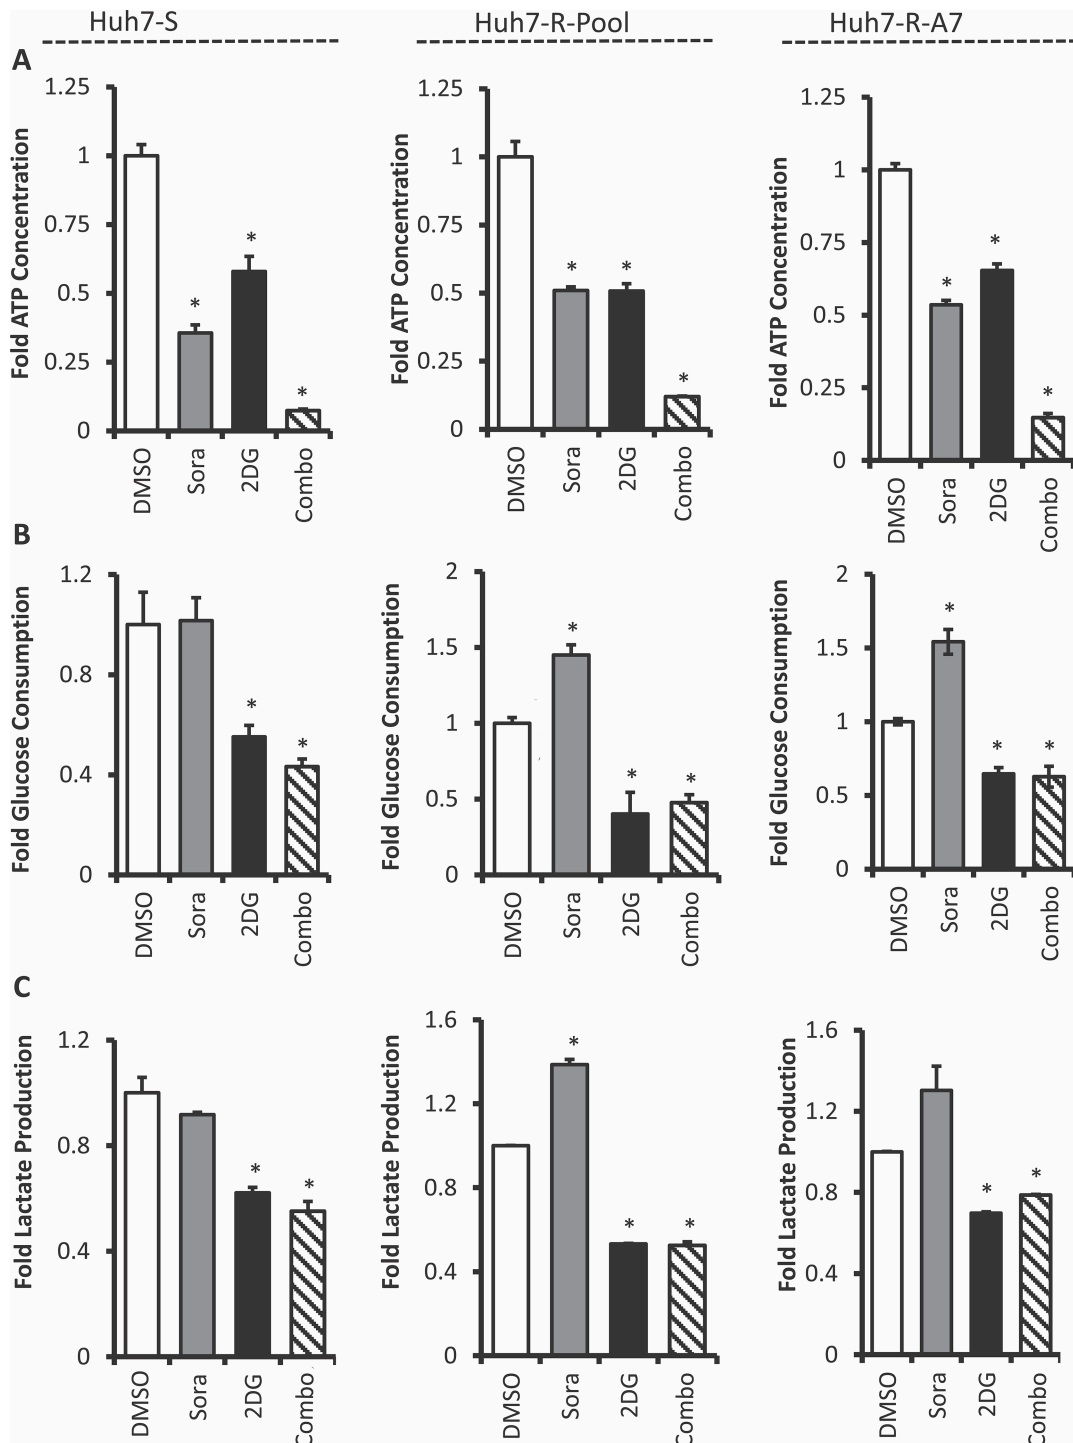 Huh7-S Huh7-R-Pool Huh7-R-A7
A
Fold ATP Concentration
1.25
1
0.75
0.5
0.25
0
* * *
DMSO Sora 2DG Combo
Fold ATP Concentration
1.25
1
0.75
0.5
0.25
0
* * *
DMSO Sora 2DG Combo
Fold ATP Concentration
1.25
1
0.75
0.5
0.25
0
* * *
DMSO Sora 2DG Combo
B
Fold Glucose Consumption
1.2
0.8
0.4
0
* *
DMSO Sora 2DG Combo
Fold Glucose Consumption
2
1.5
1
0.5
0
* * *
DMSO Sora 2DG Combo
Fold Glucose Consumption
2
1.5
1
0.5
0
* * *
DMSO Sora 2DG Combo
C
Fold Lactate Production
1.2
0.8
0.4
0
* *
DMSO Sora 2DG Combo
Fold Lactate Production
1.6
1.2
0.8
0.4
0
* * *
DMSO Sora 2DG Combo
Fold Lactate Production
1.6
1.2
0.8
0.4
0
* *
DMSO Sora 2DG Combo